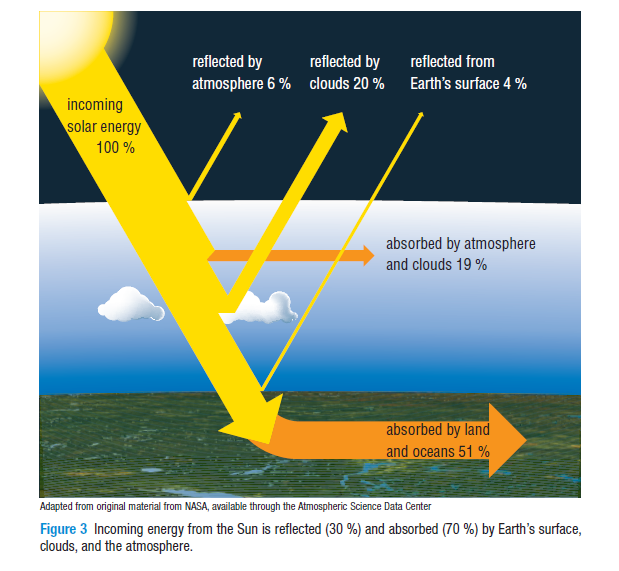 reflected by
atmosphere 6 %
reflected by
clouds 20 %
reflected from
Earth's surface 4 %
incoming
solar energy
100 %
absorbed by atmosphere
and clouds 19 %
absorbed by land
and oceans 51 %
Adapted from original material from NASA, available through the Atmospheric Science Data Center
Figure 3 Incoming energy from the Sun is reflected (30 %) and absorbed (70 %) by Earth's surface,
clouds, and the atmosphere.